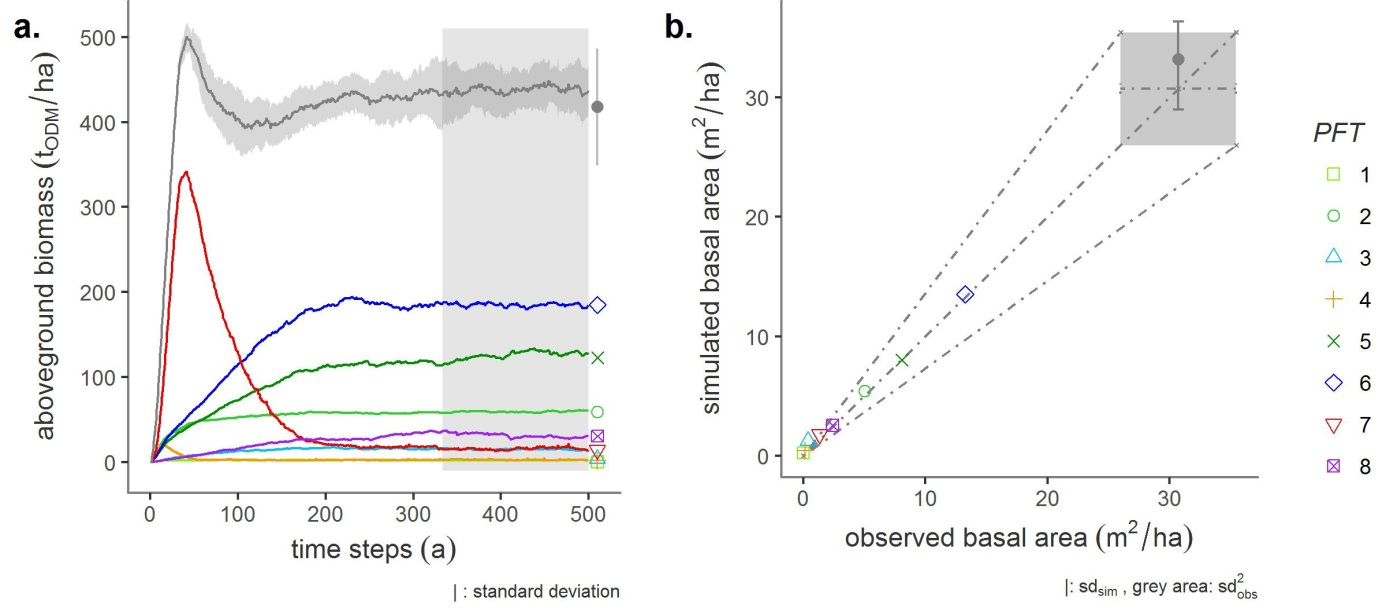 a.
aboveground biomass (tODM/ha)
500
400
300
200
100
0
0 100 200 300 400 500
time steps (a)
| : standard deviation
b.
simulated basal area (m²/ha)
30
20
10
0
0 10 20 30
observed basal area (m²/ha)
|: sdsim , grey area: sd²obs
PFT
1
2
3
4
5
6
7
8